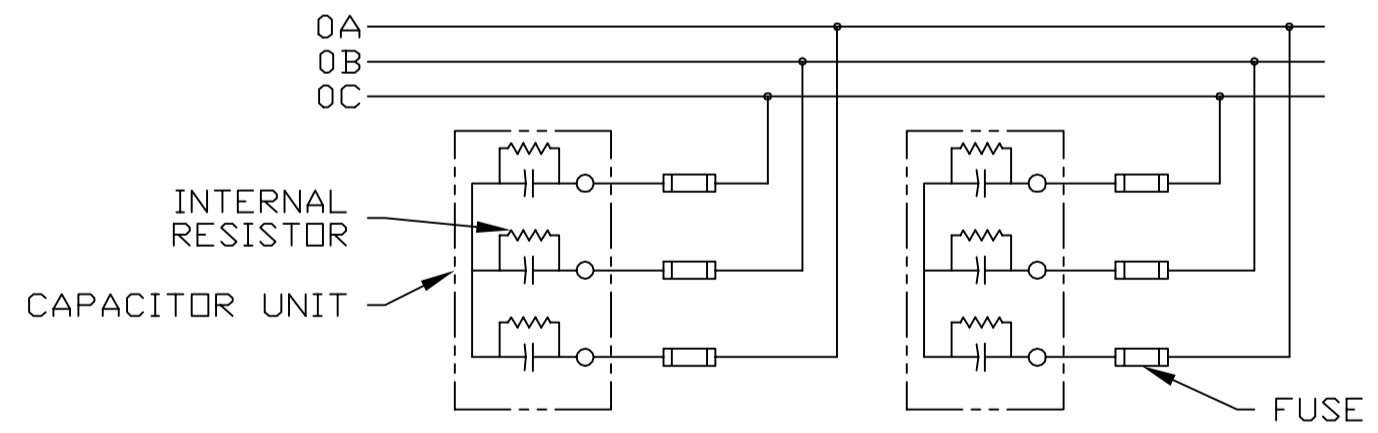 0A
0B
0C
INTERNAL
RESISTOR
CAPACITOR UNIT
FUSE